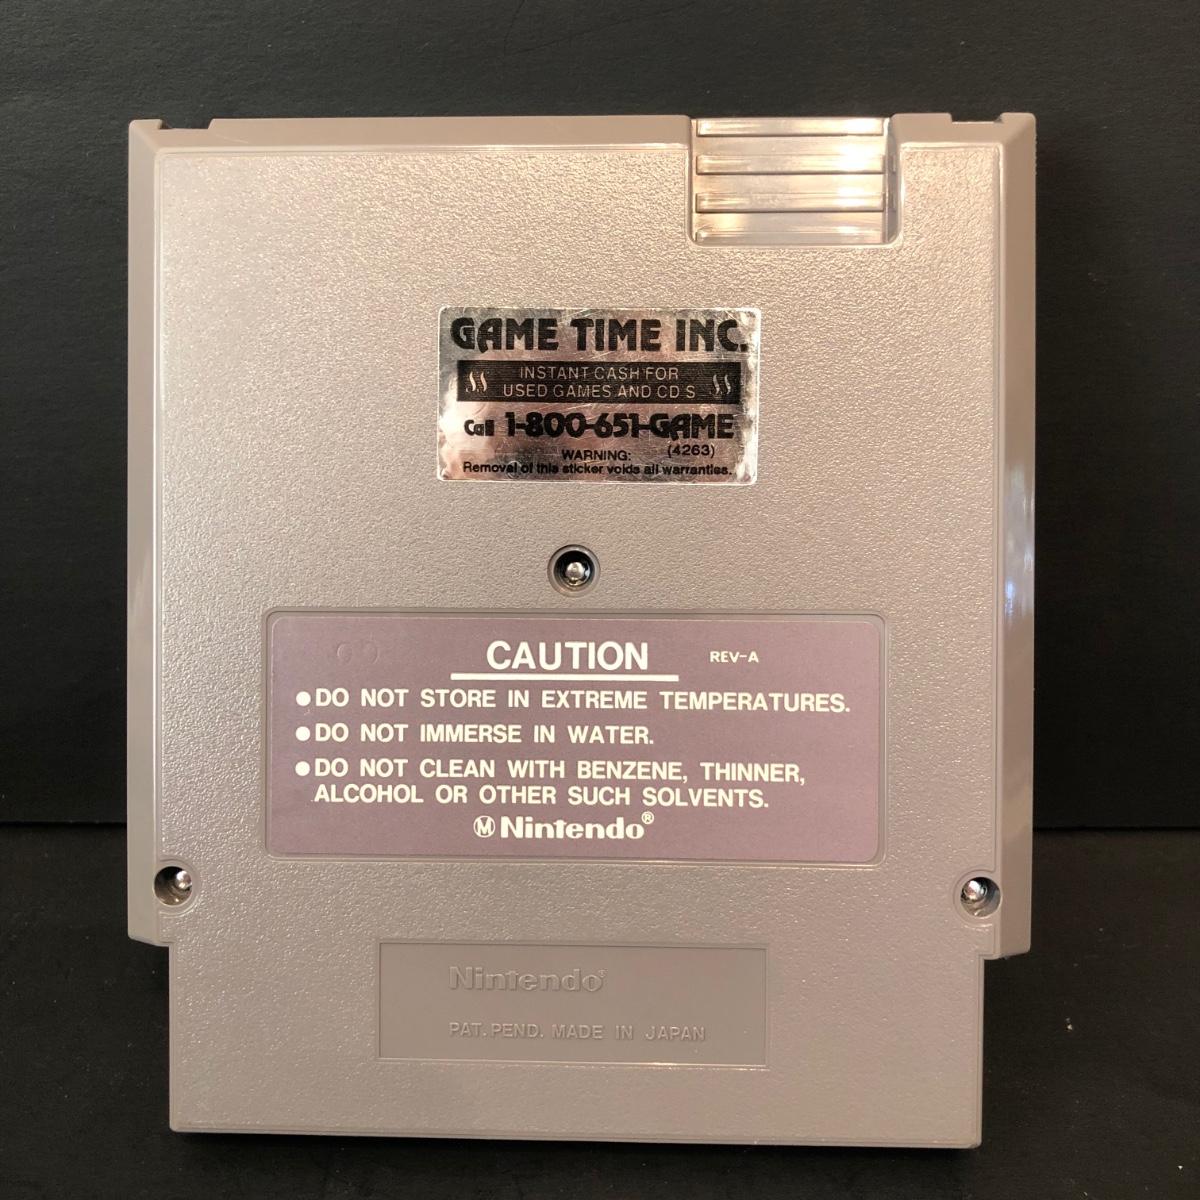 GAME TIME INC.
INSTANT CASH FOR
USED GAMES AND CD S
Call 1-800-651-GAME
(4263)
WARNING:
Removal of this sticker voids all warranties.
CAUTION REV-A
●DO NOT STORE IN EXTREME TEMPERATURES.
●DO NOT IMMERSE IN WATER.
●DO NOT CLEAN WITH BENZENE, THINNER,
ALCOHOL OR OTHER SUCH SOLVENTS.
Ⓜ Nintendo®
Nintendo®
PAT. PEND. MADE IN JAPAN